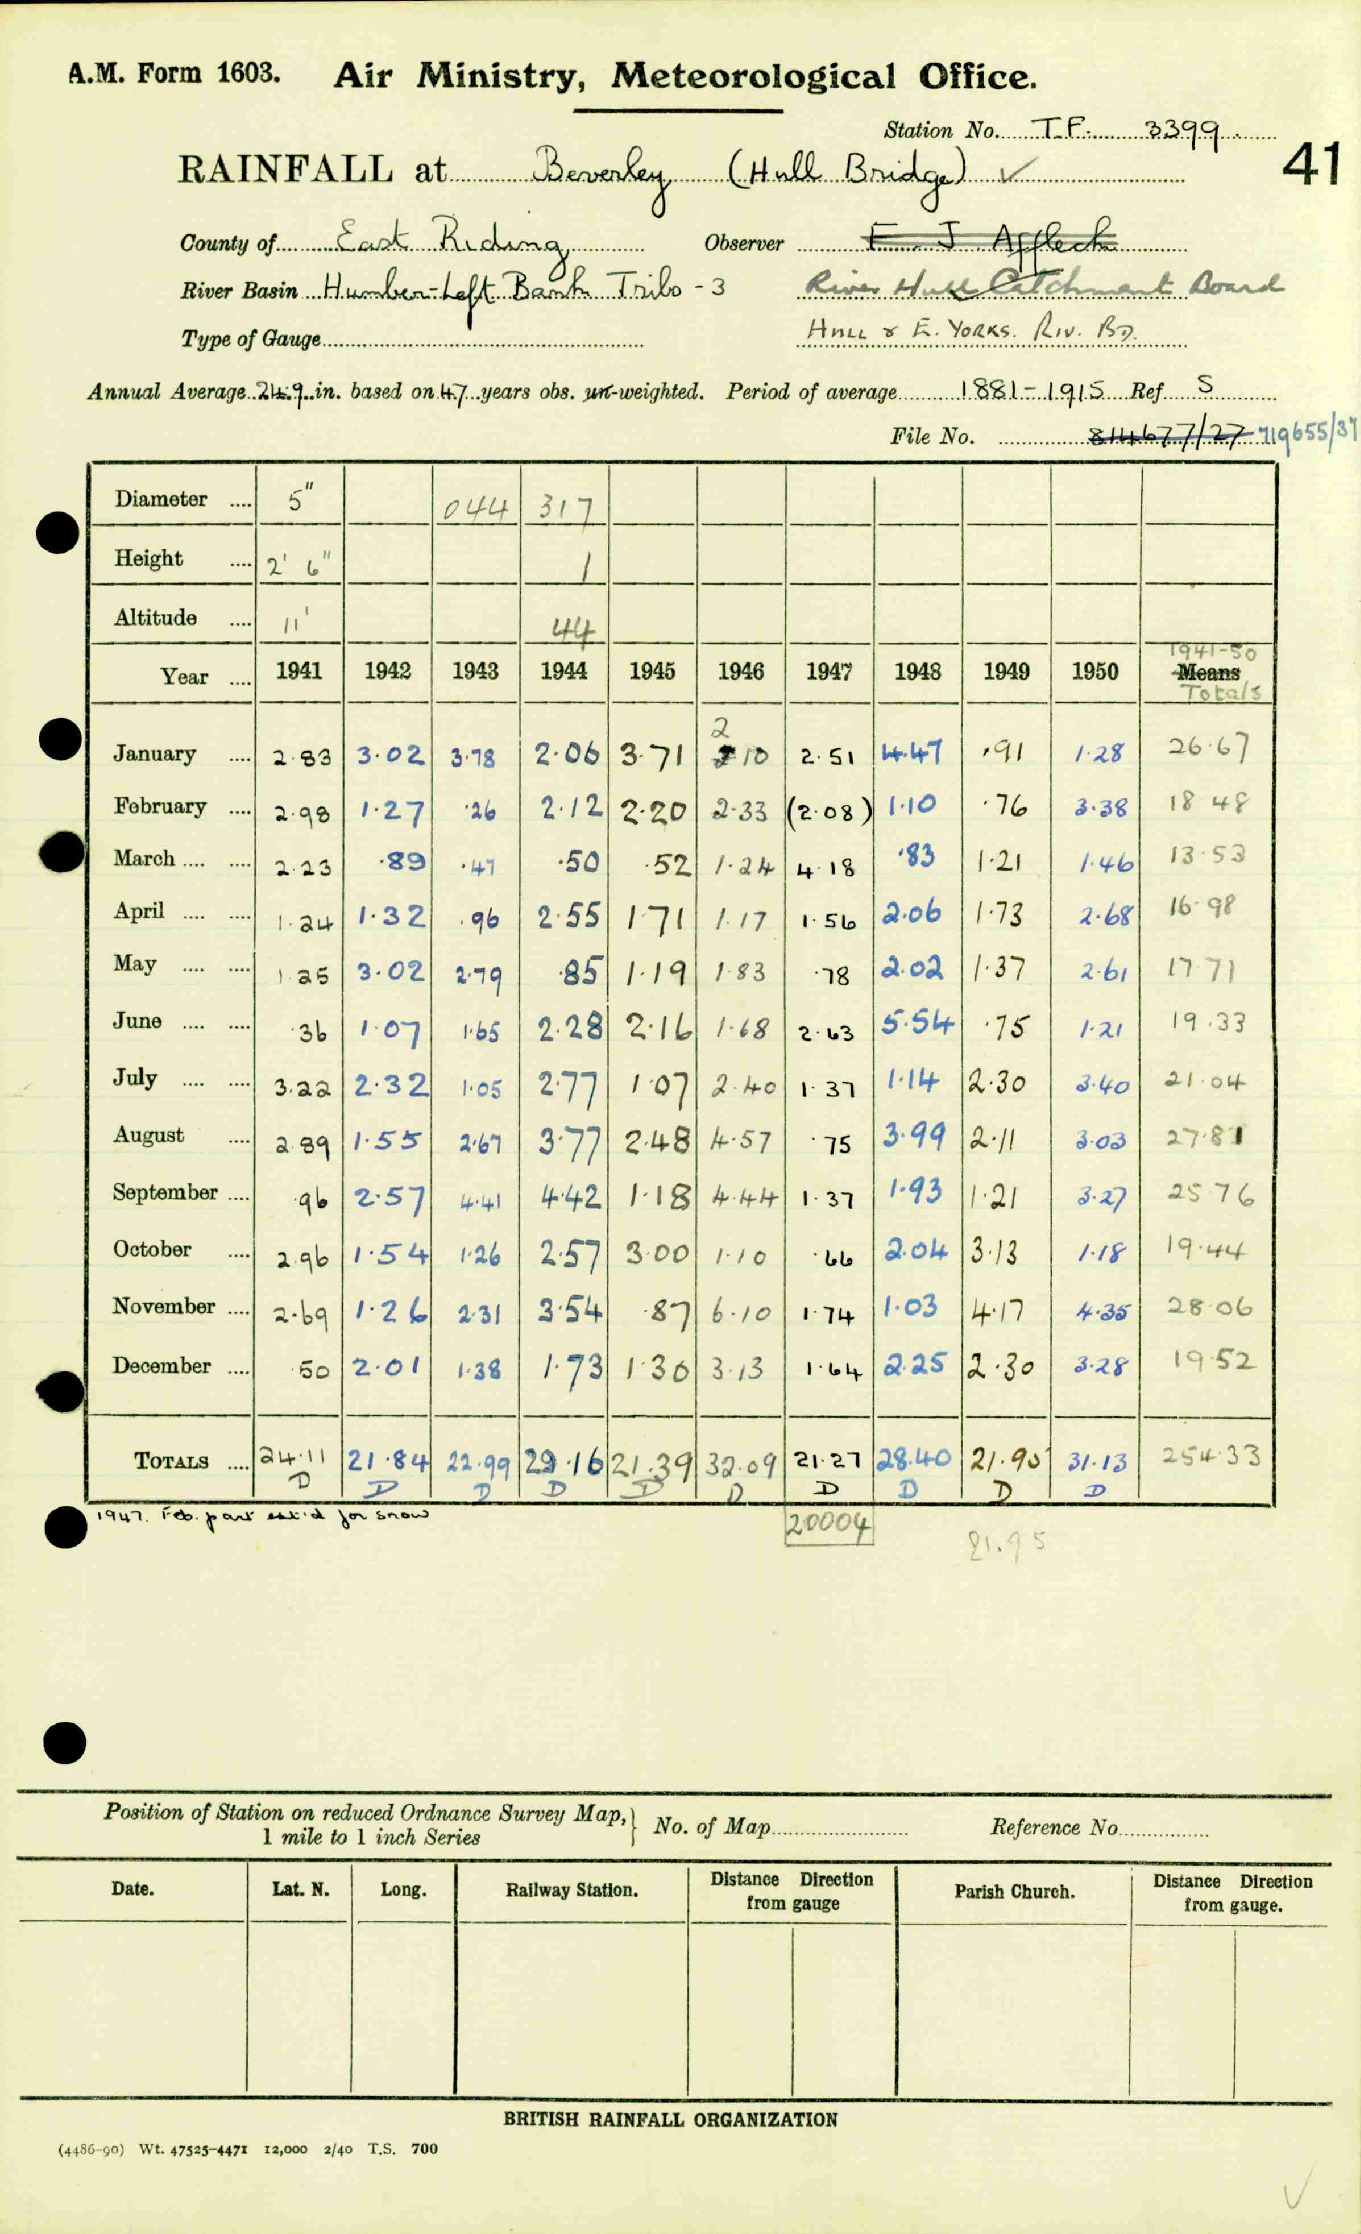 A.M. Form 1603. Air Ministry, Meteorological Office.
Station No. T.F. 3399.
41
RAINFALL at Beverley (Hull Bridge) ✓
County of East Riding Observer F. J Affleck
River Basin Humber-Left Bank Tribs - 3 River Hull Catchment Board
Type of Gauge HULL & E. YORKS. RIV. BD.
Annual Average 24.9 in. based on 47 years obs. un-weighted. Period of average 1881-1915 Ref S
File No. 814677/27 719655/37
Diameter .... 5" 044 317
Height .... 2' 6" 1
Altitude .... 11' 44
1941-50
Year .... 1941 1942 1943 1944 1945 1946 1947 1948 1949 1950 Means
Totals
2
January .... 2.83 3.02 3.78 2.06 3.71 2.10 2.51 4.47 .91 1.28 26.67
February .... 2.98 1.27 .26 2.12 2.20 2.33 (2.08) 1.10 .76 3.38 18 48
March .... .... 2.23 .89 .47 .50 .52 1.24 4.18 .83 1.21 1.46 13.53
April .... .... 1.24 1.32 .96 2.55 1.71 1.17 1.56 2.06 1.73 2.68 16.98
May .... .... 1.25 3.02 2.79 .85 1.19 1.83 .78 2.02 1.37 2.61 17.71
June .... .... .36 1.07 1.65 2.28 2.16 1.68 2.63 5.54 .75 1.21 19.33
July .... .... 3.22 2.32 1.05 2.77 1.07 2.40 1.37 1.14 2.30 3.40 21.04
August .... 2.89 1.55 2.67 3.77 2.48 4.57 .75 3.99 2.11 3.03 27.81
September .... .96 2.57 4.41 4.42 1.18 4.44 1.37 1.93 1.21 3.27 25 76
October .... 2.96 1.54 1.26 2.57 3.00 1.10 .66 2.04 3.13 1.18 19.44
November .... 2.69 1.26 2.31 3.54 .87 6.10 1.74 1.03 4.17 4.35 28.06
December .... .50 2.01 1.38 1.73 1.30 3.13 1.64 2.25 2.30 3.28 19.52
TOTALS .... 24.11 21.84 22.99 29.16 21.39 32.09 21.27 28.40 21.95 31.13 254.33
D D D D D D D D D D
1947. Feb. part est'd for snow
20004
21.95
Position of Station on reduced Ordnance Survey Map, } No. of Map Reference No.
1 mile to 1 inch Series
Date. Lat. N. Long. Railway Station. Distance Direction from gauge Parish Church. Distance Direction from gauge.
BRITISH RAINFALL ORGANIZATION
(4486-90) Wt. 47525-4471 12,000 2/40 T.S. 700
✓